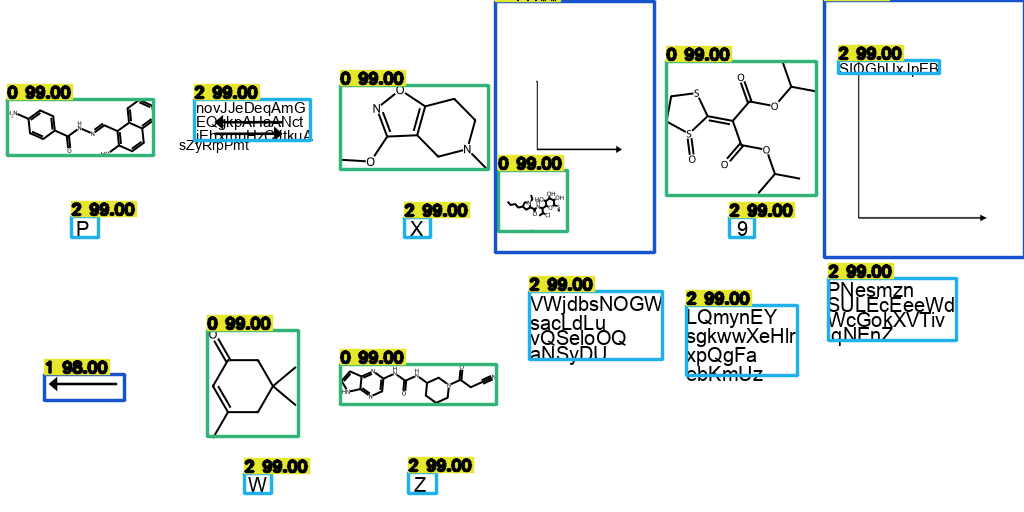 0 99.00
2 99.00
0 99.00
0 99.00
2 99.00
novJJeDeqAmG
sZyRfpPmt
0 99.00
2 99.00
P
2 99.00
X
2 99.00
9
2 99.00
VWjdbsNOGW
sacLdLu
vQSeloOQ
aNSyDU
2 99.00
LQmynEY
sgkwwXeHlr
xpQgFa
cbKmUz
2 99.00
PNesmzn
SULEcEeeWd
WcGokXVTiv
qNEnZ
1 98.00
0 99.00
0 99.00
2 99.00
W
2 99.00
Z